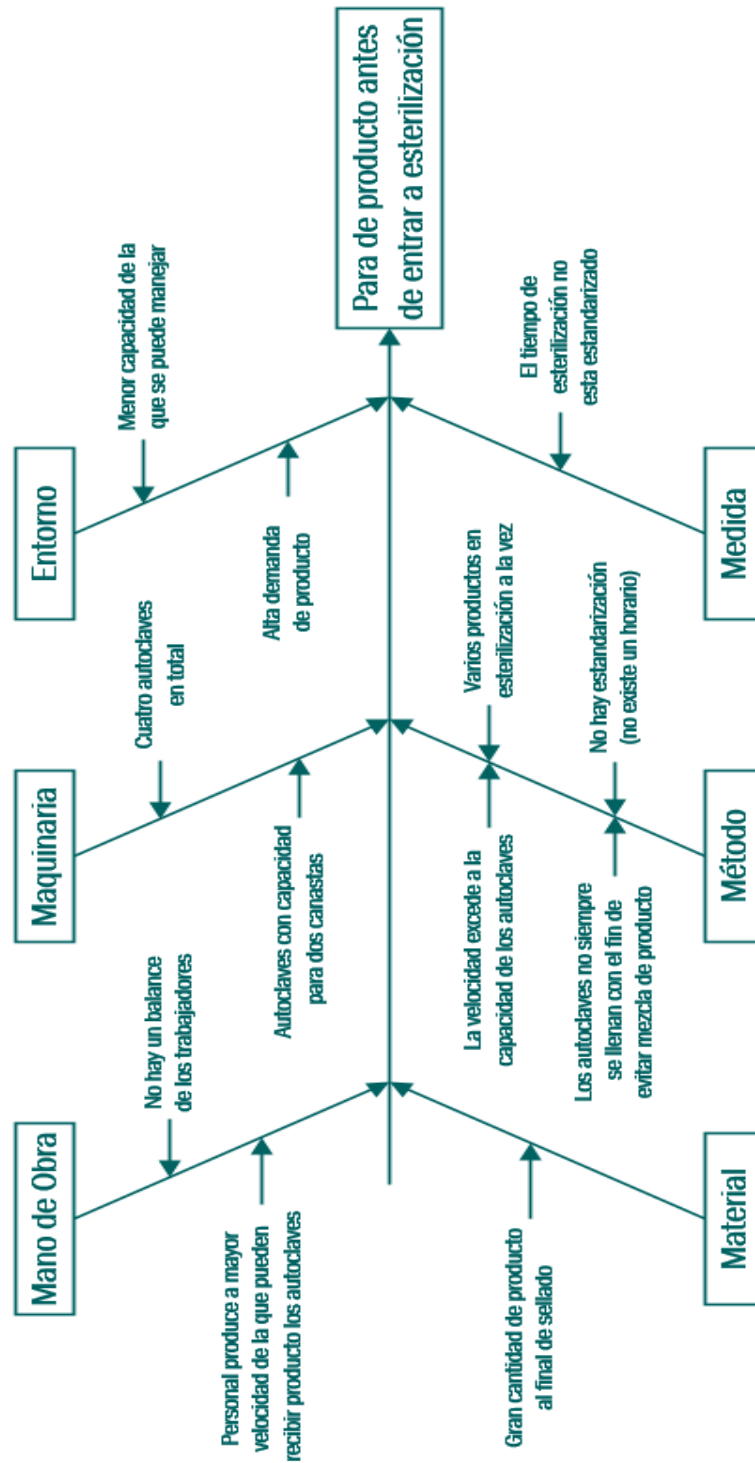 Mano de Obra
No hay un balance
de los trabajadores
Personal produce a mayor
velocidad de la que pueden
recibir producto los autoclaves
Maquinaria
Cuatro autoclaves
en total
Autoclaves con capacidad
para dos canastas
Entorno
Menor capacidad de la
que se puede manejar
Alta demanda
de producto
Para de producto antes
de entrar a esterilización
Material
Gran cantidad de producto
al final de sellado
Método
La velocidad excede a la
capacidad de los autoclaves
Varios productos en
esterilización a la vez
Los autoclaves no siempre
se llenan con el fin de
evitar mezcla de producto
No hay estandarización
(no existe un horario)
Medida
El tiempo de
esterilización no
esta estandarizado